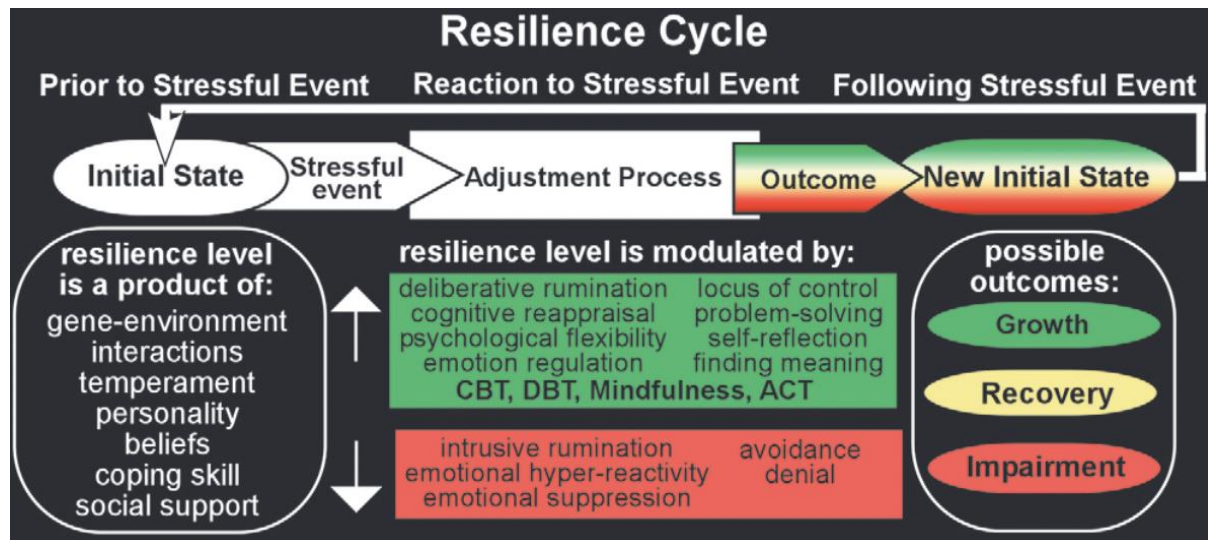 Resilience Cycle
Prior to Stressful Event
Reaction to Stressful Event
Following Stressful Event
Initial State
Stressful
event
Adjustment Process
Outcome
New Initial State
resilience level
is a product of:
gene-environment
interactions
temperament
personality
beliefs
coping skill
social support
resilience level is modulated by:
deliberative rumination
cognitive reappraisal
psychological flexibility
emotion regulation
locus of control
problem-solving
self-reflection
finding meaning
CBT, DBT, Mindfulness, ACT
intrusive rumination
emotional hyper-reactivity
emotional suppression
avoidance
denial
possible
outcomes:
Growth
Recovery
Impairment